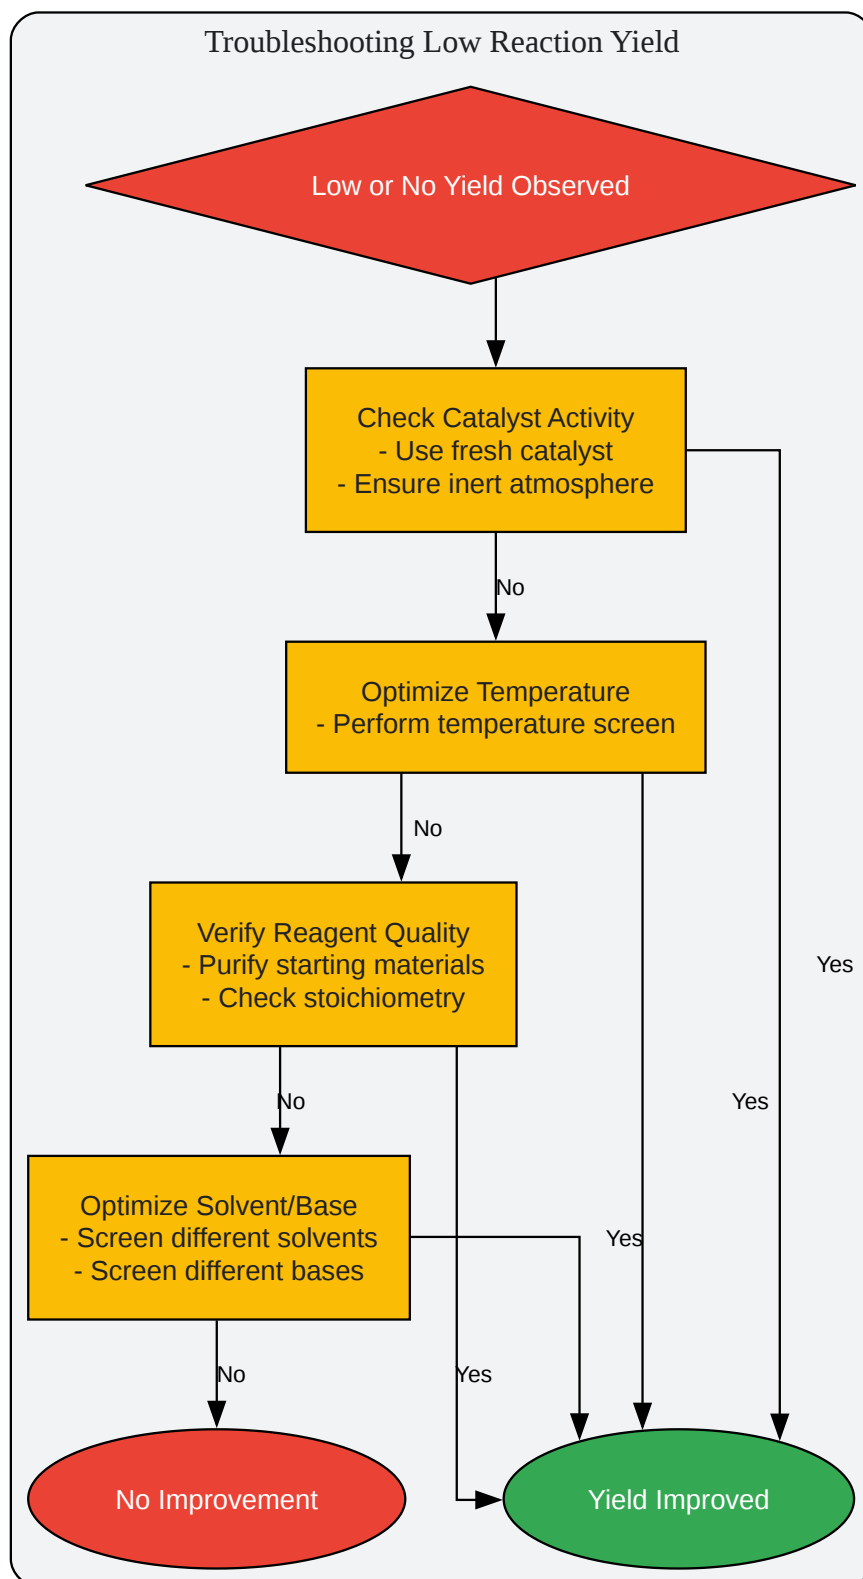 Troubleshooting Low Reaction Yield
Low or No Yield Observed
Check Catalyst Activity
- Use fresh catalyst
- Ensure inert atmosphere
No
Optimize Temperature
- Perform temperature screen
No
Verify Reagent Quality
- Purify starting materials
- Check stoichiometry
Yes
No
Yes
Optimize Solvent/Base
- Screen different solvents
- Screen different bases
Yes
No
Yes
No Improvement
Yield Improved